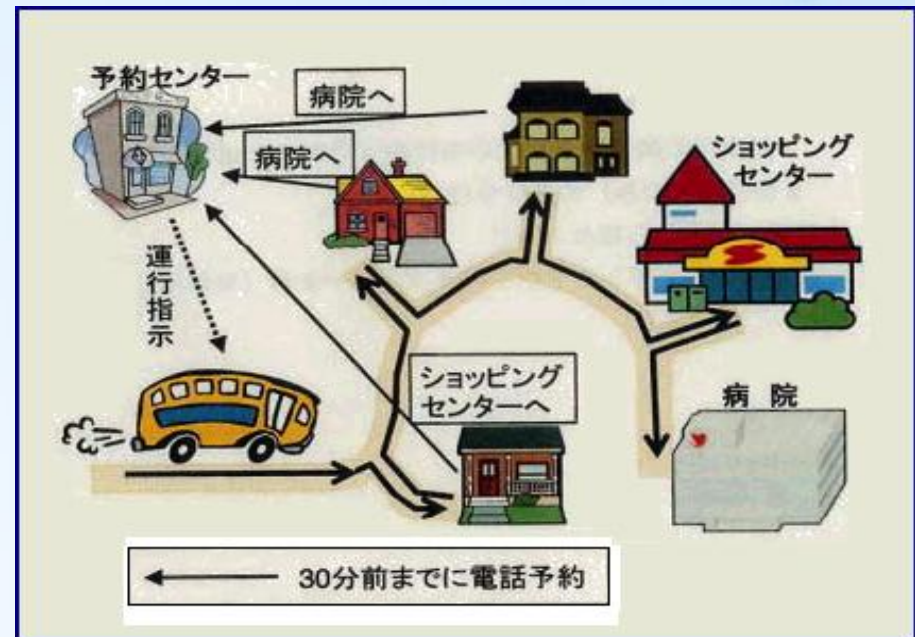 予約センター
病院へ
病院へ
ショッピング
センター
運行指示
ショッピング
センターへ
病 院
30分前までに電話予約